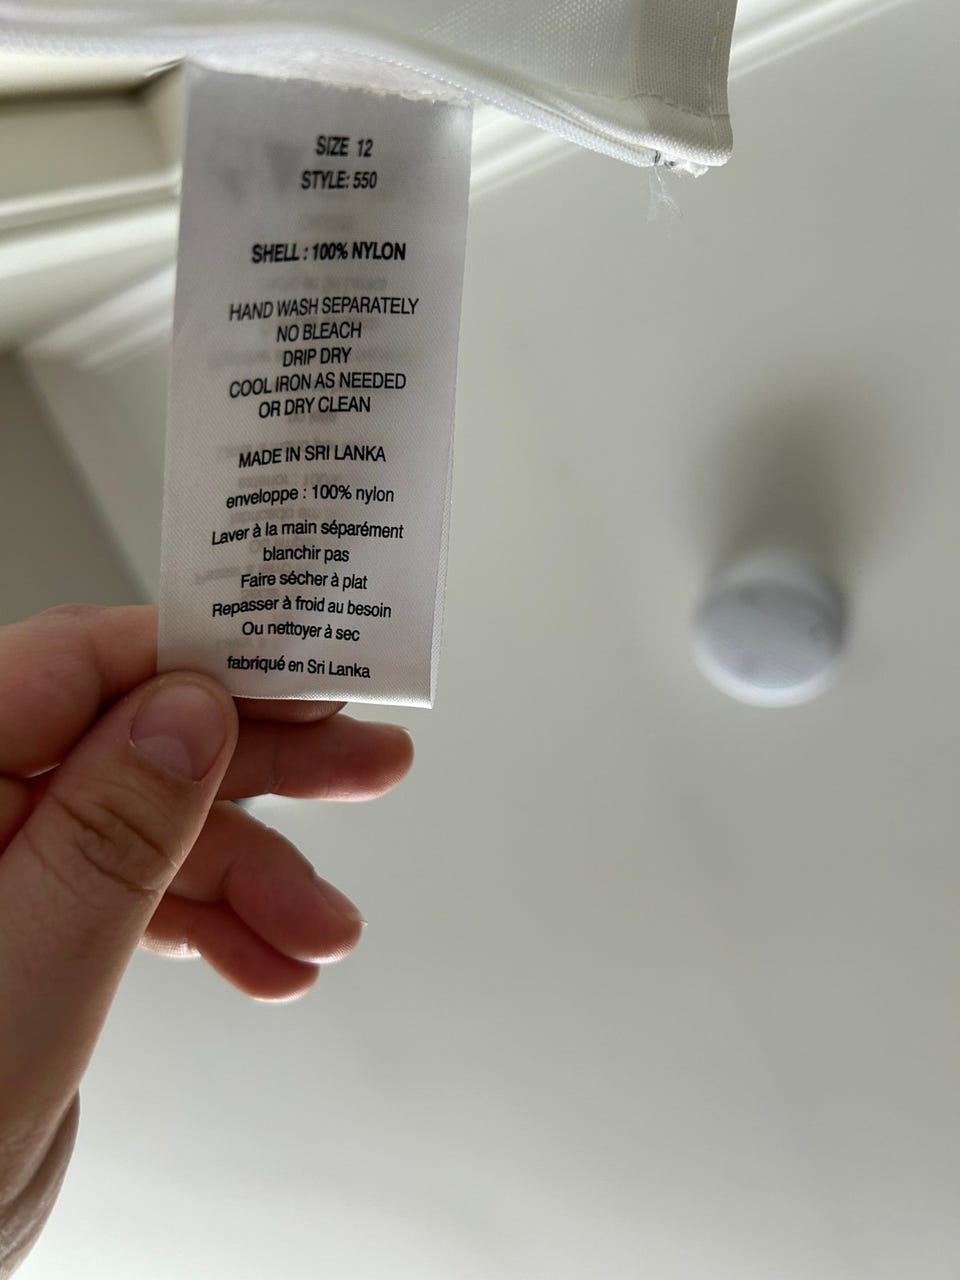 SIZE 12
STYLE: 550
SHELL : 100% NYLON
HAND WASH SEPARATELY
NO BLEACH
DRIP DRY
COOL IRON AS NEEDED
OR DRY CLEAN
MADE IN SRI LANKA
enveloppe : 100% nylon
Laver à la main séparément
blanchir pas
Faire sécher à plat
Repasser à froid au besoin
Ou nettoyer à sec
fabriqué en Sri Lanka